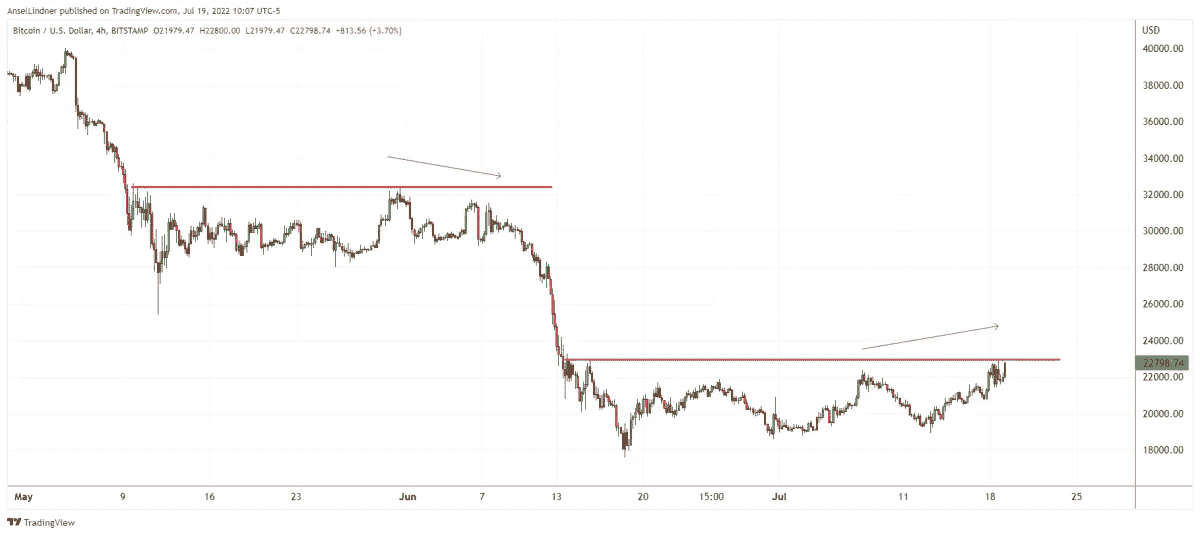 AnselLindner published on TradingView.com, Jul 19, 2022 10:07 UTC-5
Bitcoin / U.S. Dollar, 4h, BITSTAMP O21979.47 H22800.00 L21979.47 C22798.74 +813.56 (+3.70%)
USD
40000.00
38000.00
36000.00
34000.00
32000.00
30000.00
28000.00
26000.00
24000.00
22798.74
22000.00
20000.00
18000.00
May 9 16 23 Jun 7 13 20 15:00 Jul 11 18 25
TradingView